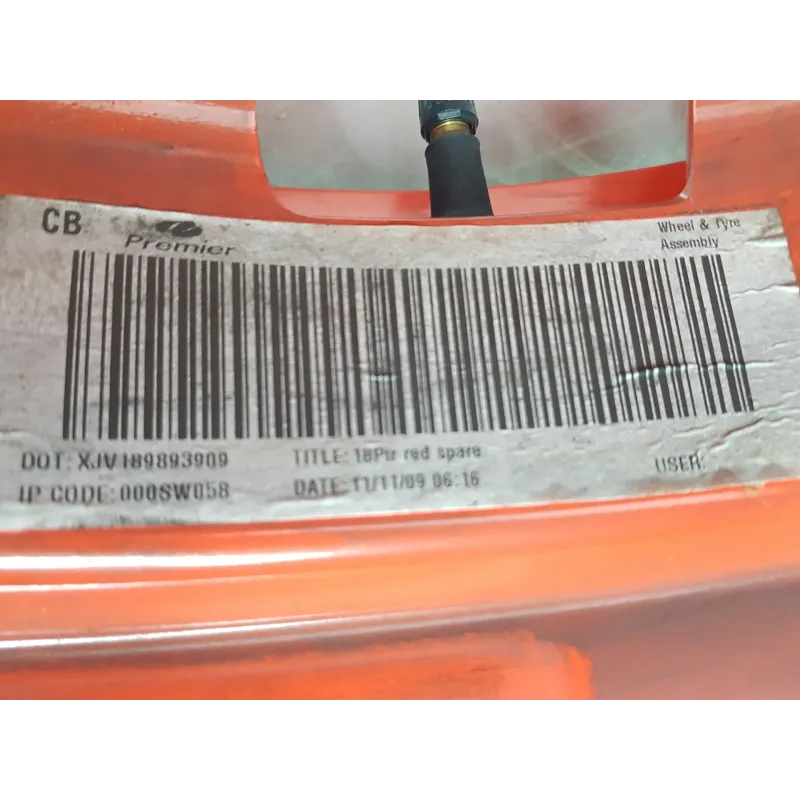 CB
Premier
Wheel & Tyre
Assembly
DOT: XJV189893909
TITLE: 18Piz red spare
USER:
IP CODE: 000SW058
DATE: 11/11/09 06:16